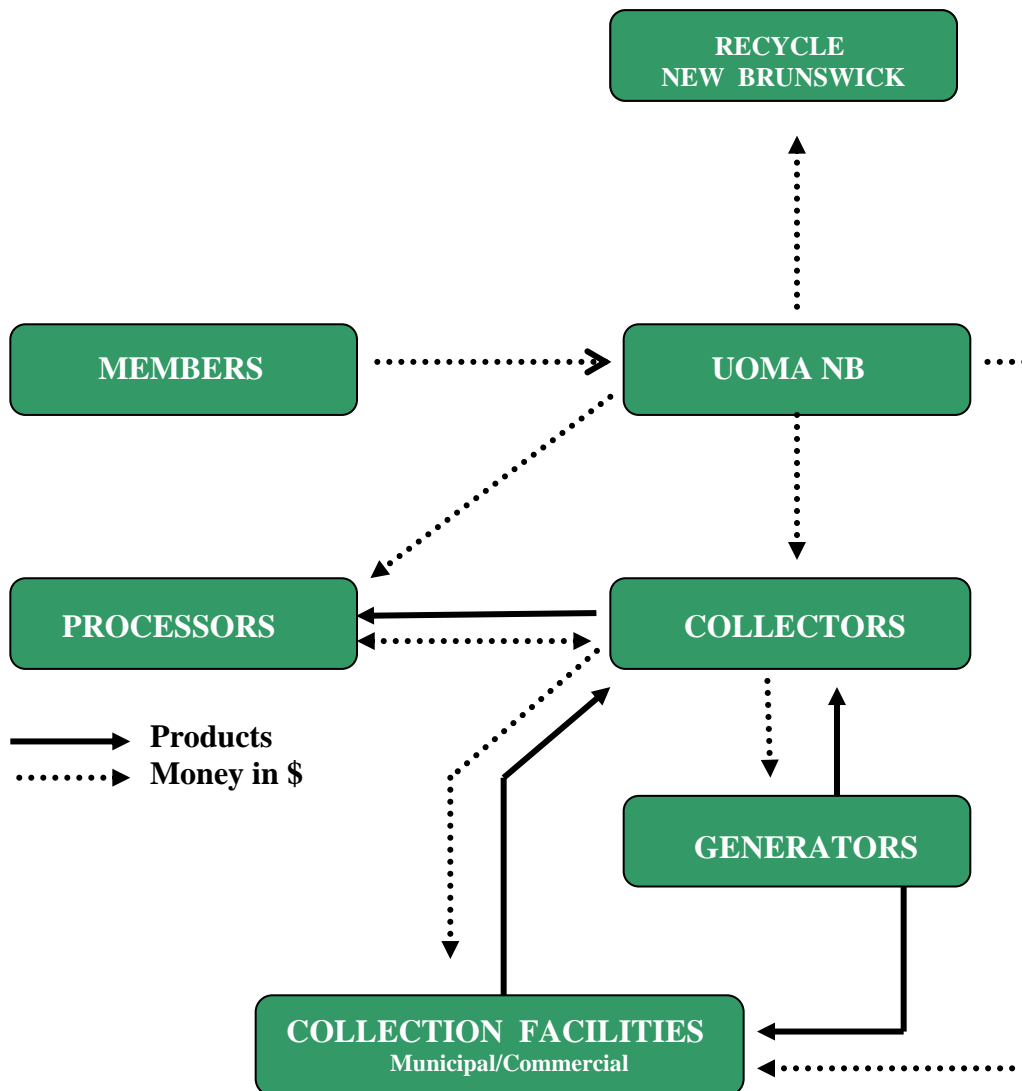 RECYCLE
NEW BRUNSWICK
MEMBERS
UOMA NB
PROCESSORS
COLLECTORS
Products
Money in $
GENERATORS
COLLECTION FACILITIES
Municipal/Commercial